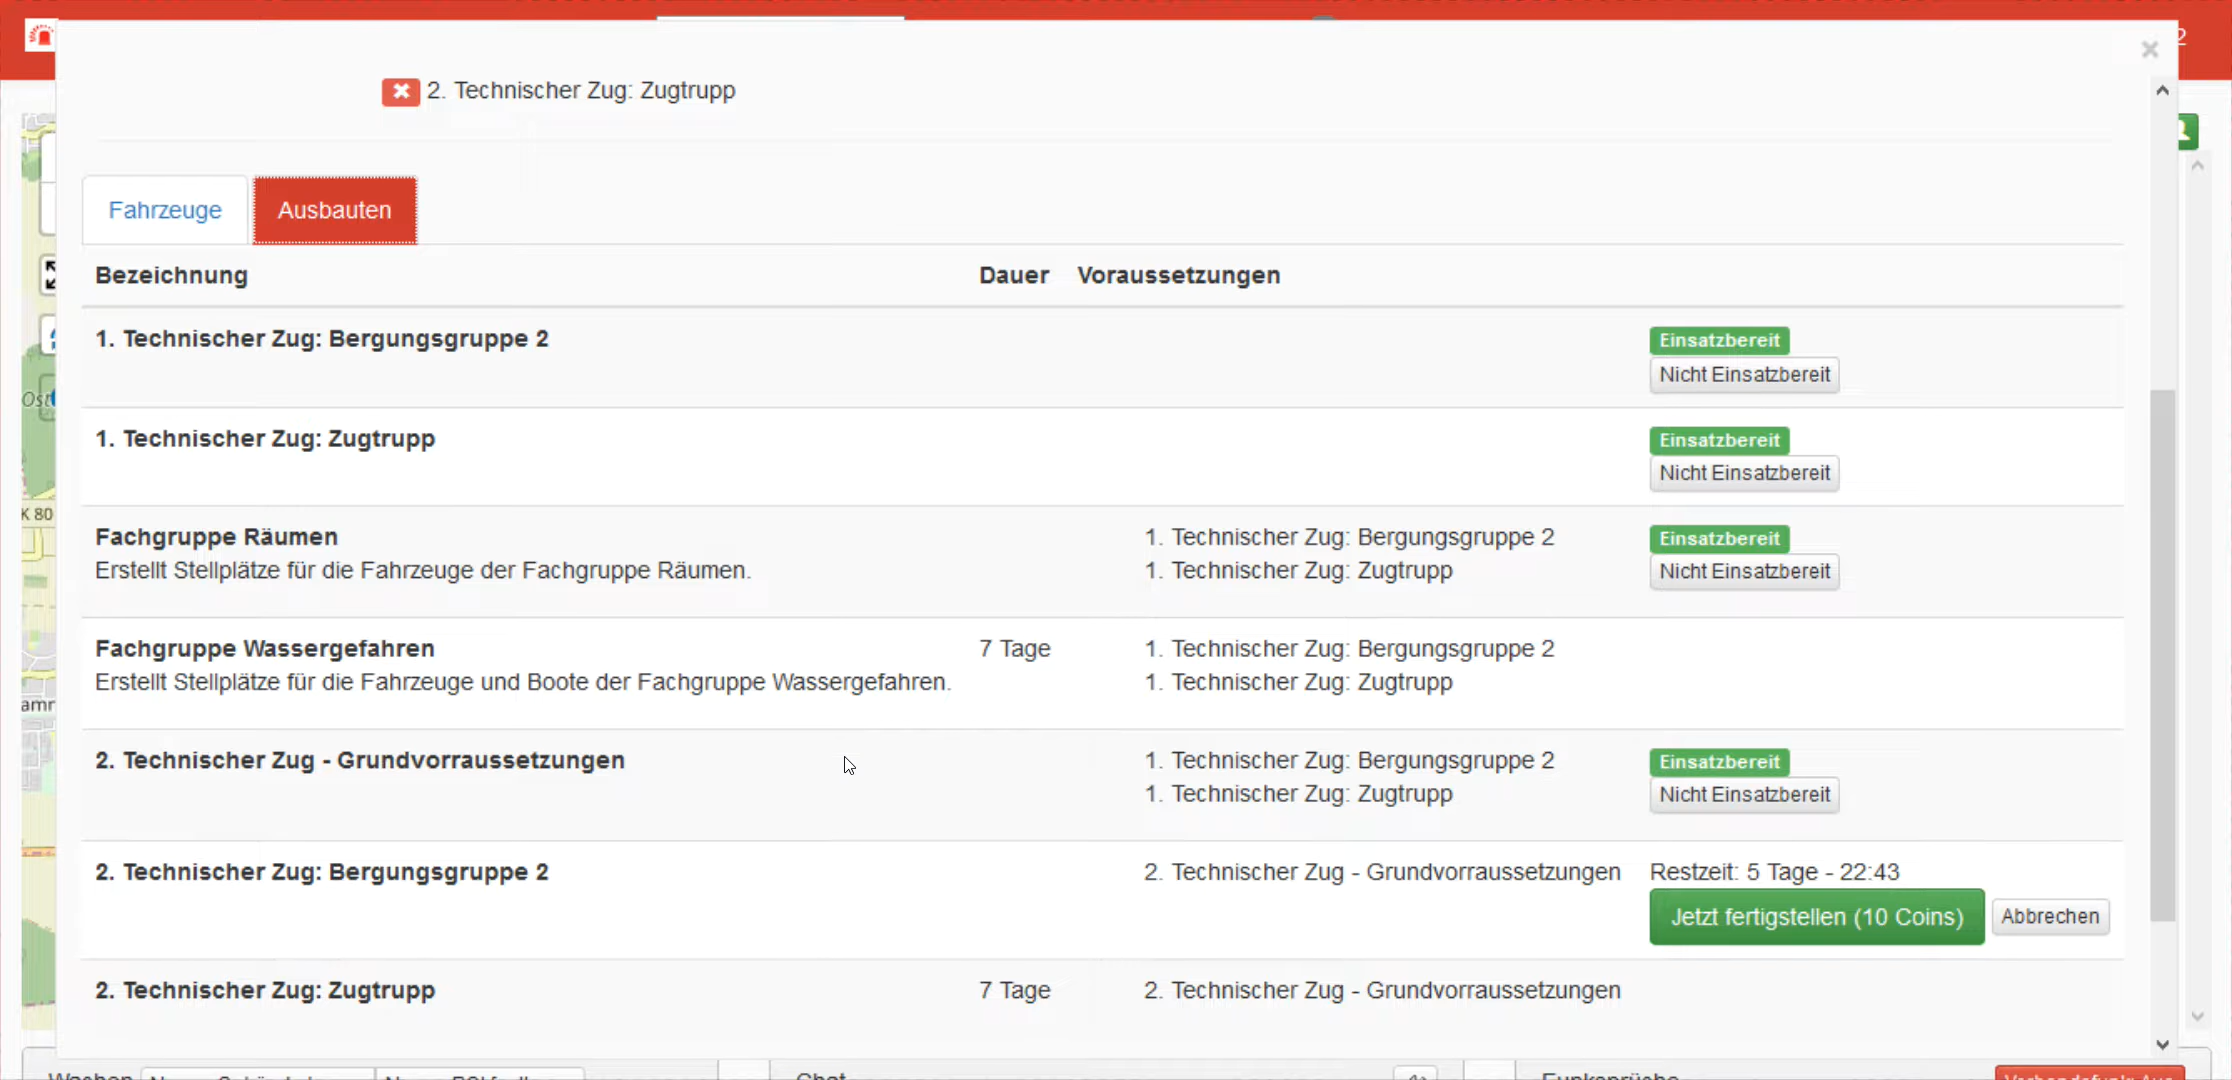 2. Technischer Zug: Zugtrupp
Fahrzeuge
Ausbauten
Bezeichnung Dauer Voraussetzungen
1. Technischer Zug: Bergungsgruppe 2 Einsatzbereit
Nicht Einsatzbereit
1. Technischer Zug: Zugtrupp Einsatzbereit
Nicht Einsatzbereit
Fachgruppe Räumen 1. Technischer Zug: Bergungsgruppe 2 Einsatzbereit
Erstellt Stellplätze für die Fahrzeuge der Fachgruppe Räumen. 1. Technischer Zug: Zugtrupp Nicht Einsatzbereit
Fachgruppe Wassergefahren 7 Tage 1. Technischer Zug: Bergungsgruppe 2
Erstellt Stellplätze für die Fahrzeuge und Boote der Fachgruppe Wassergefahren. 1. Technischer Zug: Zugtrupp
2. Technischer Zug - Grundvorraussetzungen 1. Technischer Zug: Bergungsgruppe 2 Einsatzbereit
1. Technischer Zug: Zugtrupp Nicht Einsatzbereit
2. Technischer Zug: Bergungsgruppe 2 2. Technischer Zug - Grundvorraussetzungen Restzeit: 5 Tage - 22:43
Jetzt fertigstellen (10 Coins) Abbrechen
2. Technischer Zug: Zugtrupp 7 Tage 2. Technischer Zug - Grundvorraussetzungen
K 80
Wachen
Chat
Funksprüche